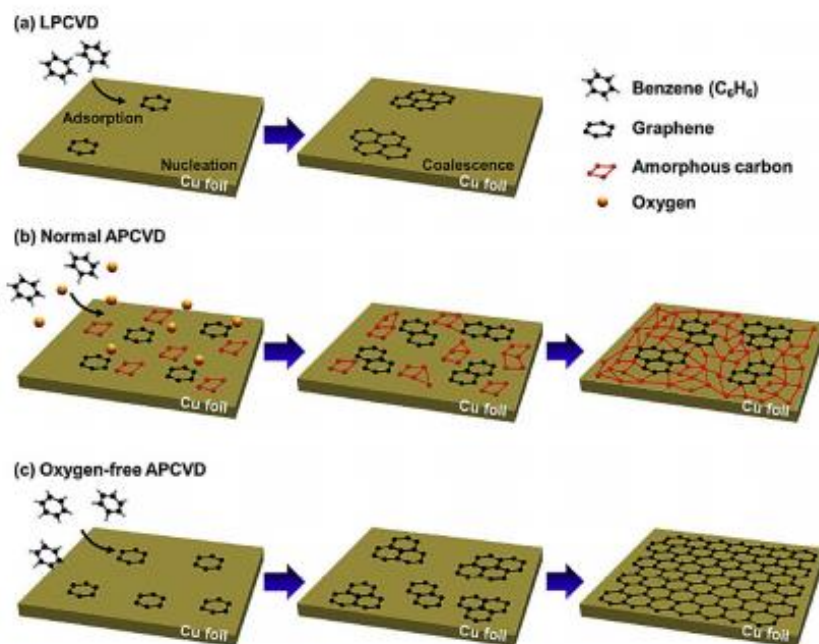 (a) LPCVD
Adsorption
Nucleation
Cu foil
Coalescence
Cu foil
Benzene (C₆H₆)
Graphene
Amorphous carbon
Oxygen
(b) Normal APCVD
Cu foil
Cu foil
Cu foil
(c) Oxygen-free APCVD
Cu foil
Cu foil
Cu foil